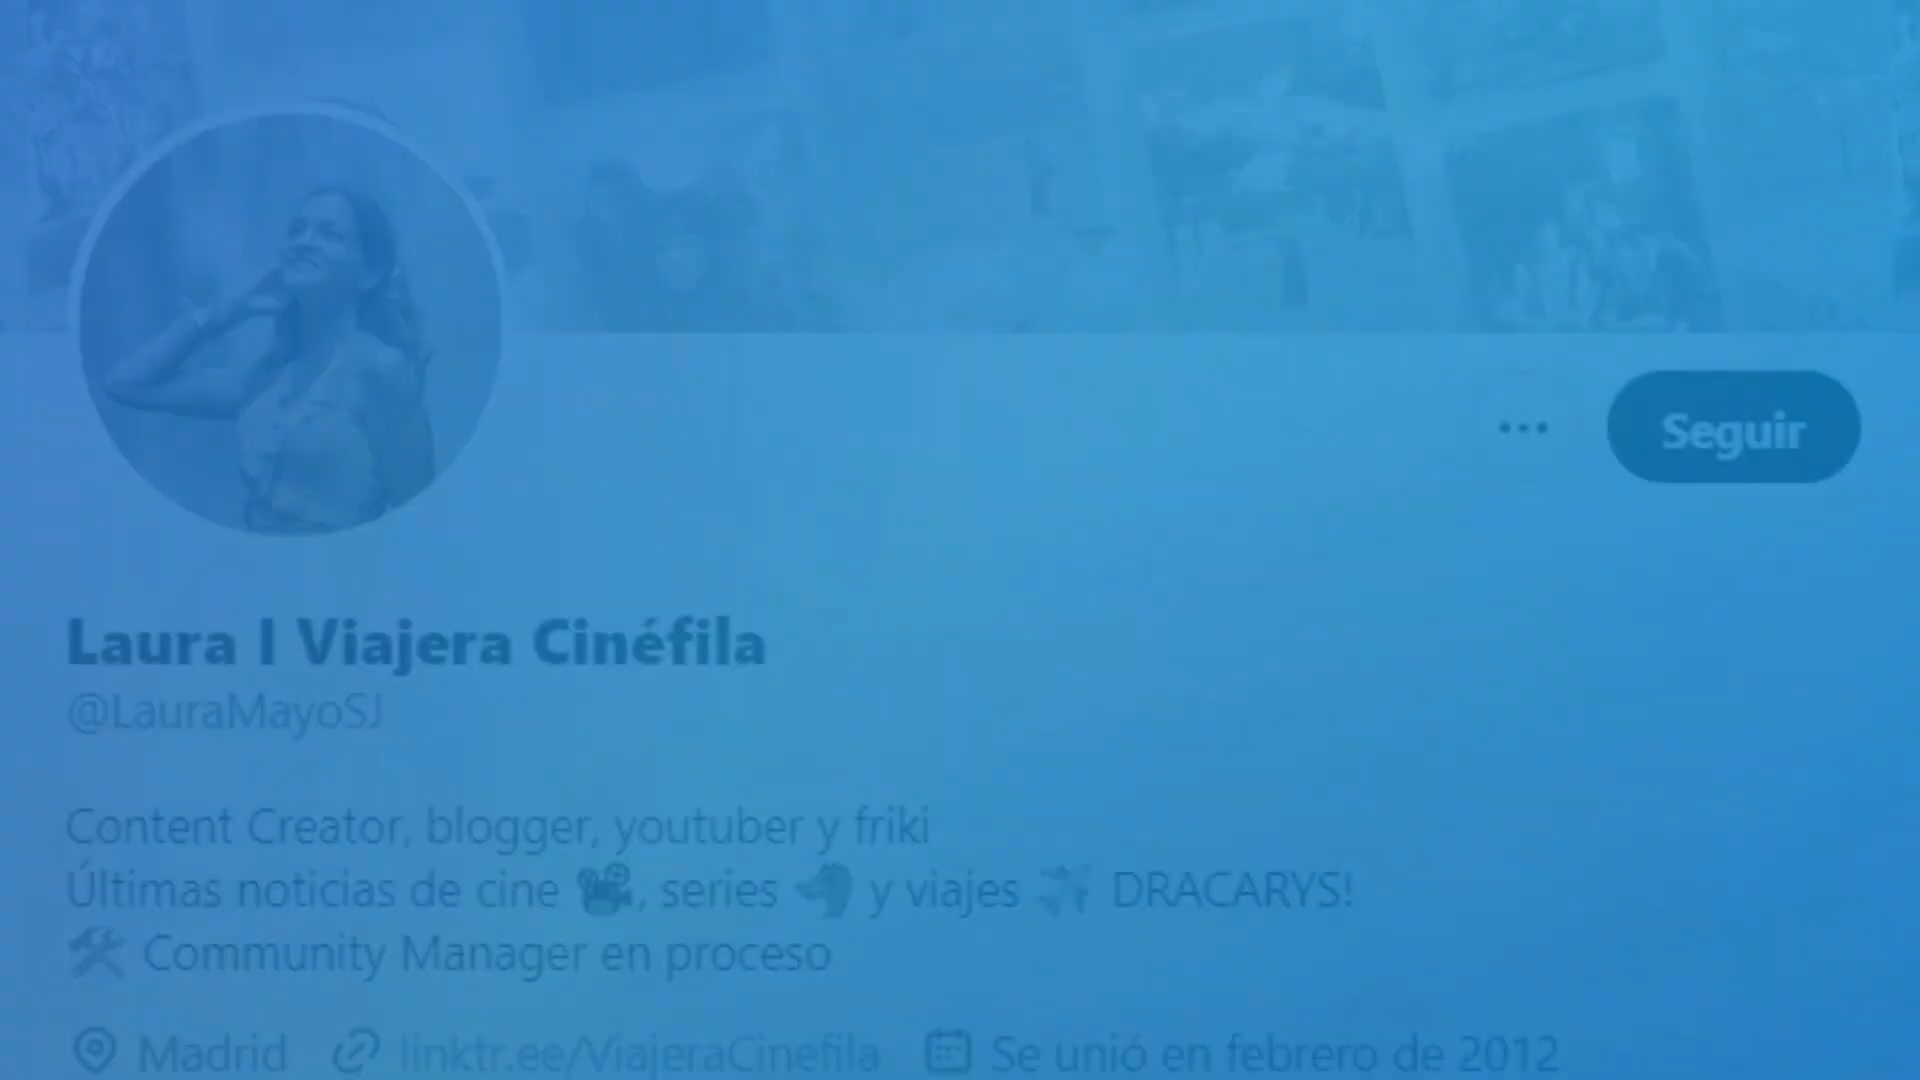 Seguir
Laura I Viajera Cinéfila
@LauraMayoSJ
Content Creator, blogger, youtuber y friki
Últimas noticias de cine 🎥, series 🐴 y viajes ✈️ DRACARYS!
🛠️ Community Manager en proceso
Madrid linktr.ee/ViajeraCinefila Se unió en febrero de 2012